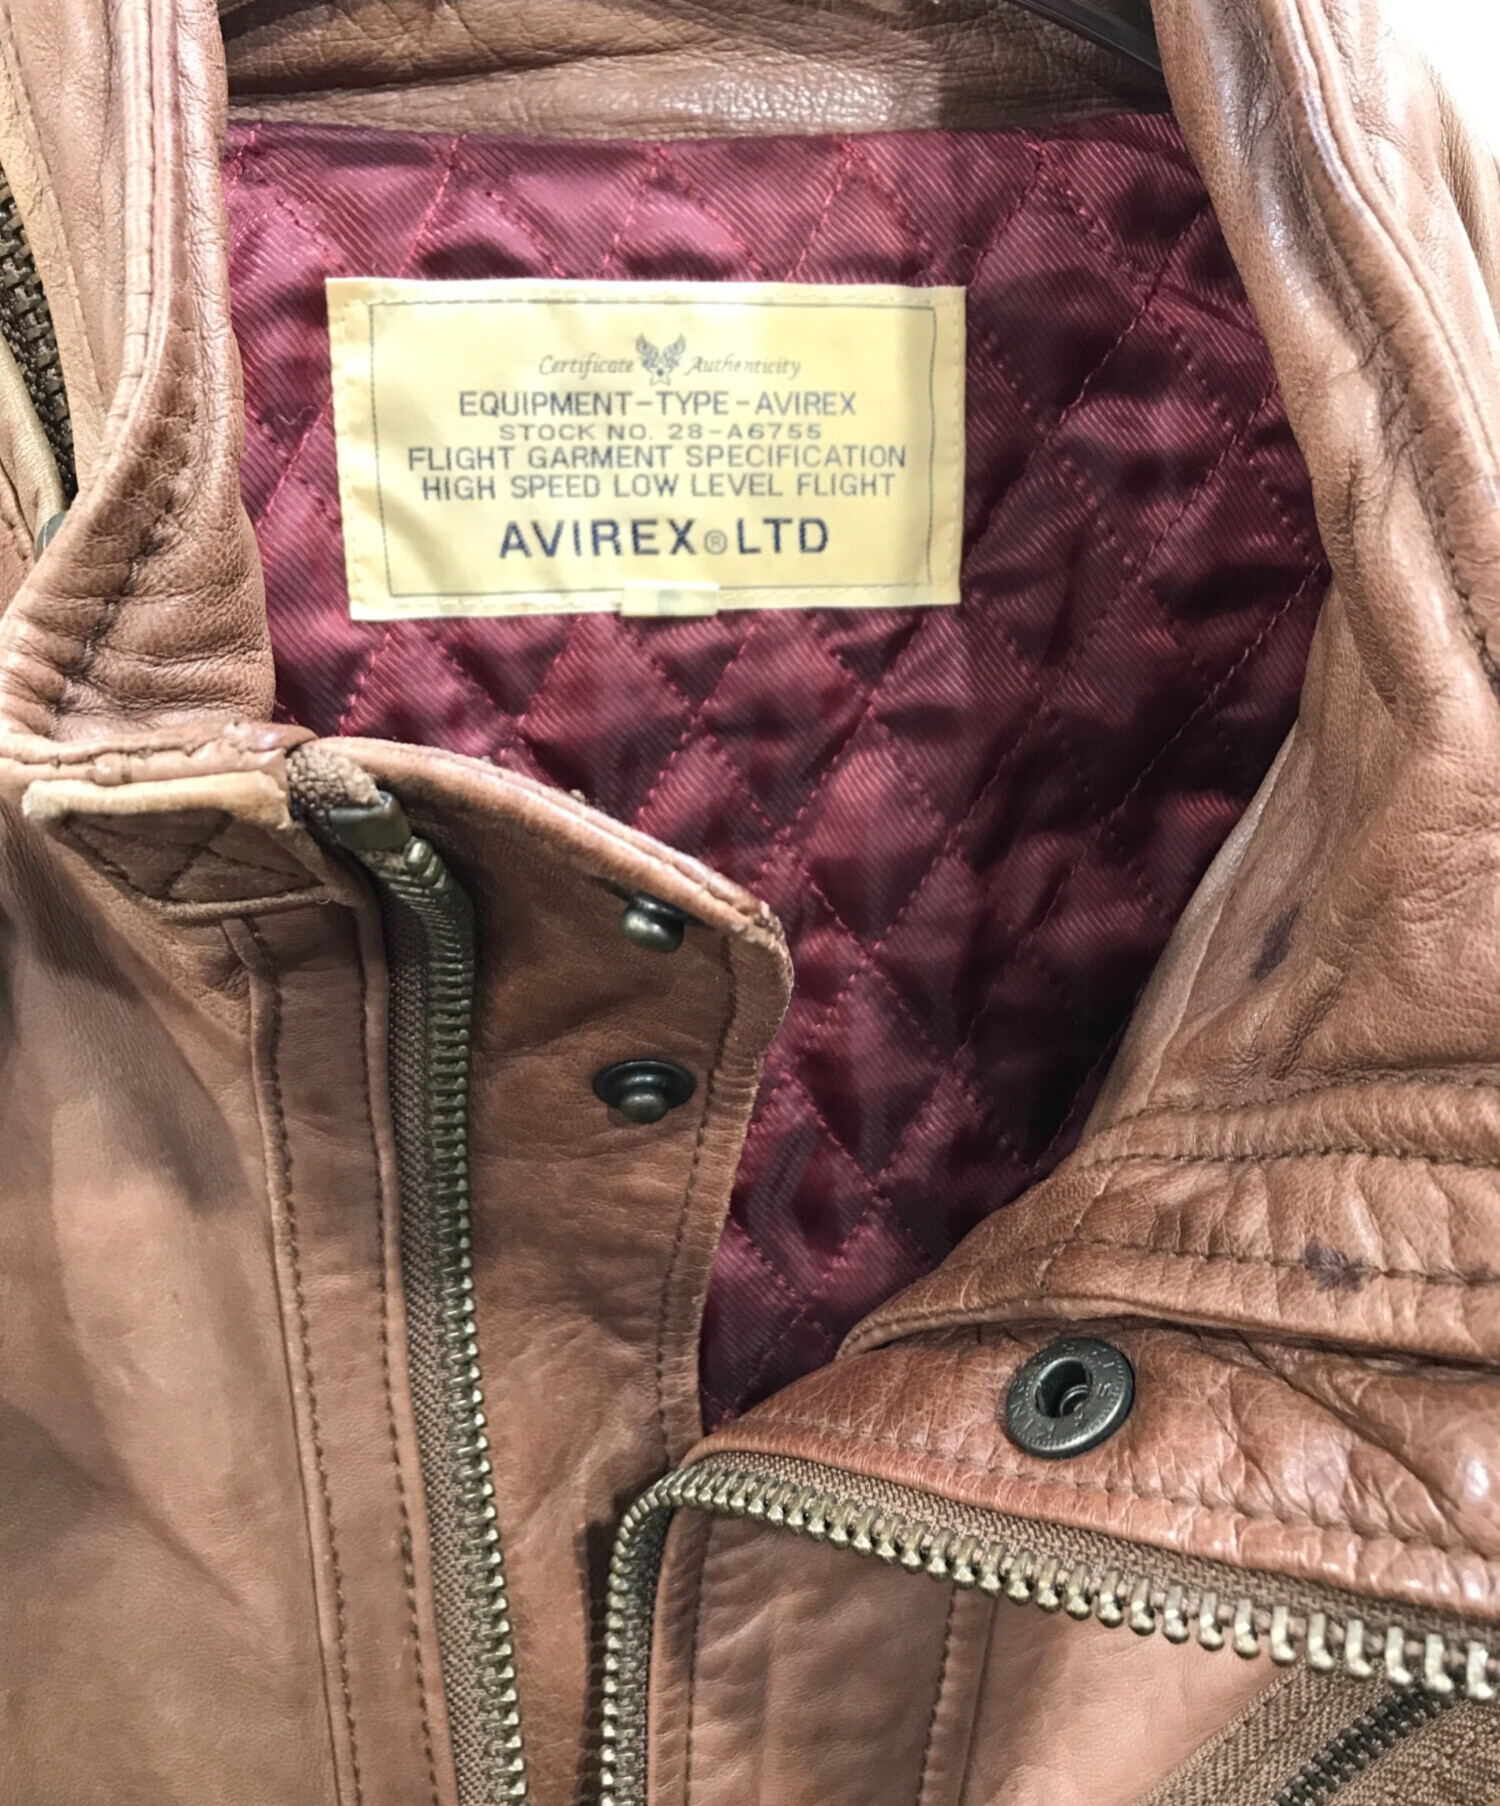 Certificate Authenticity
EQUIPMENT-TYPE-AVIREX
STOCK NO. 28-A6755
FLIGHT GARMENT SPECIFICATION
HIGH SPEED LOW LEVEL FLIGHT
AVIREX®LTD